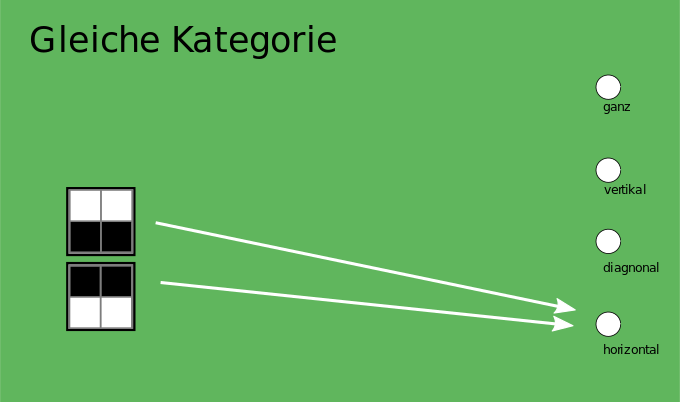 Gleiche Kategorie
ganz
vertikal
diagnonal
horizontal